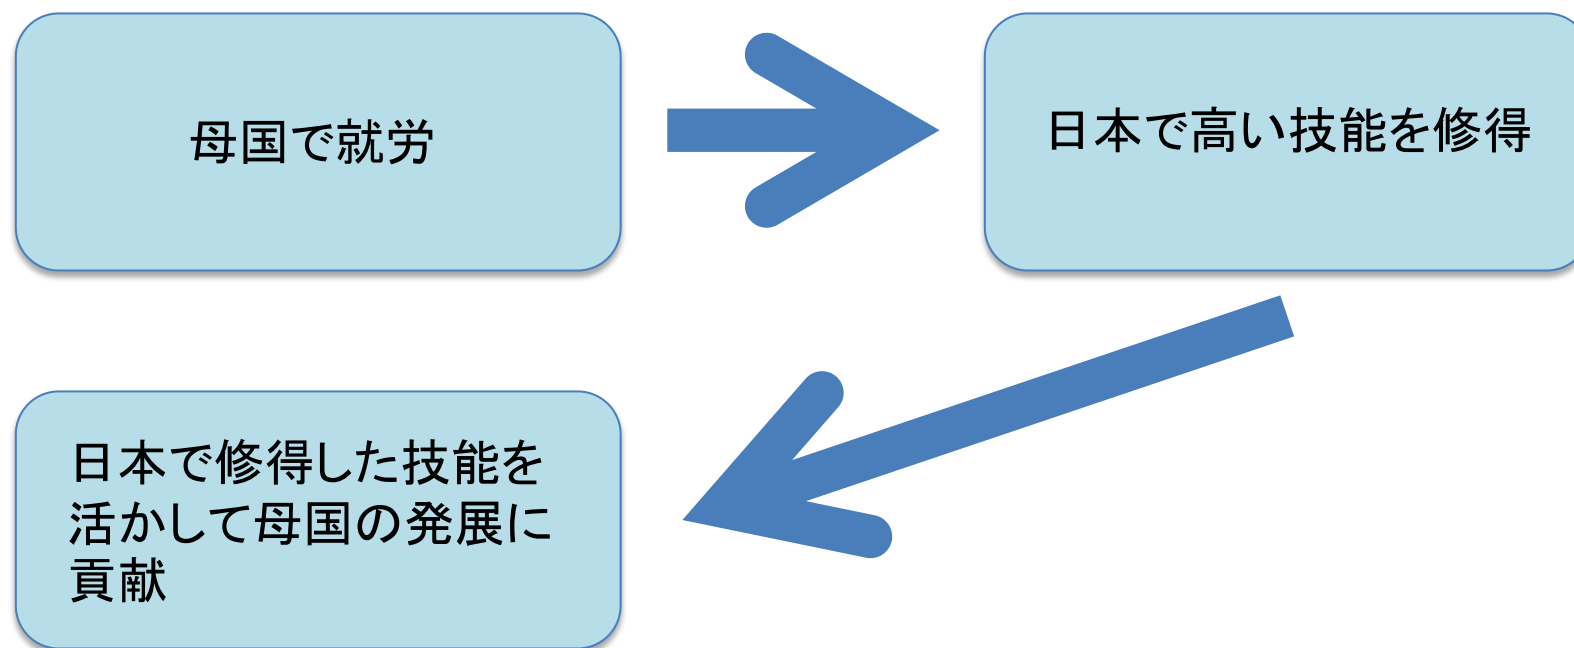 母国で就労
日本で高い技能を修得
日本で修得した技能を
活かして母国の発展に
貢献